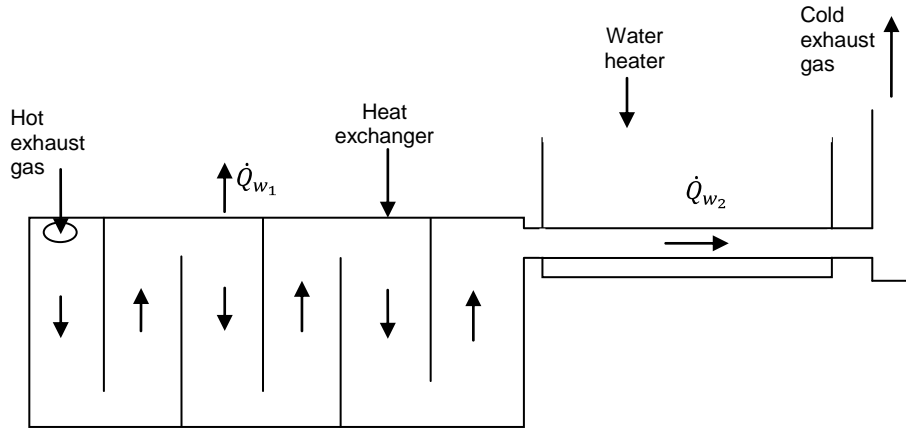 Hot
exhaust
gas
Q̇w₁
Heat
exchanger
Water
heater
Q̇w₂
Cold
exhaust
gas